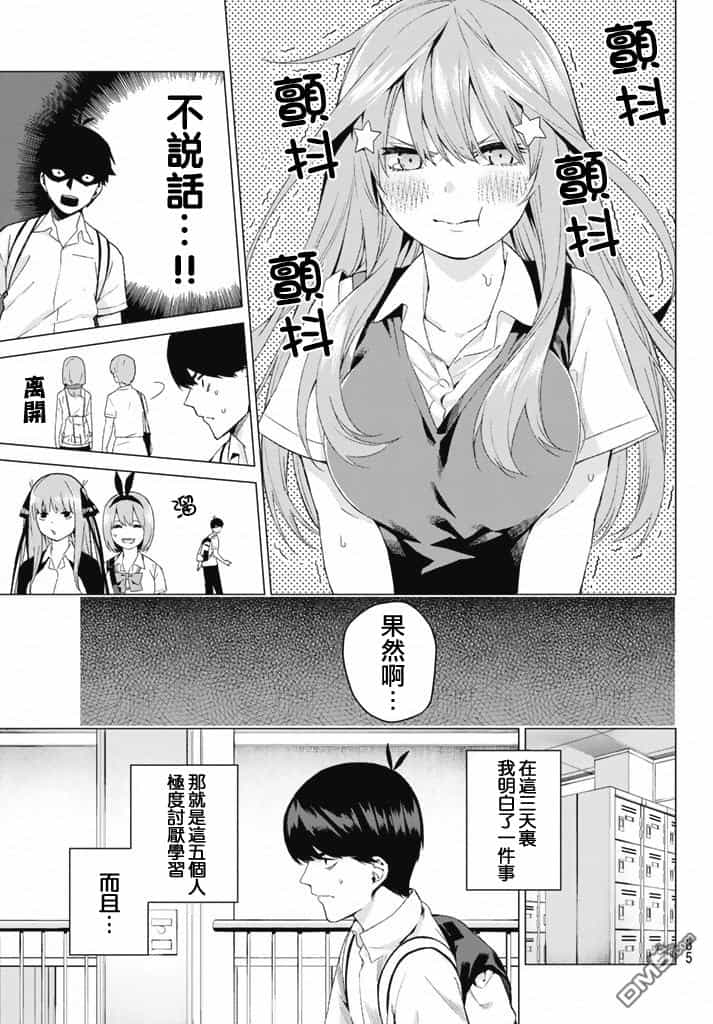 顫抖
顫抖
顫抖
顫抖
不說話…!!
离開
溜
果然啊…
在這三天裏
我明白了一件事
那就是這五個人
極度討厭學習
而且…
85